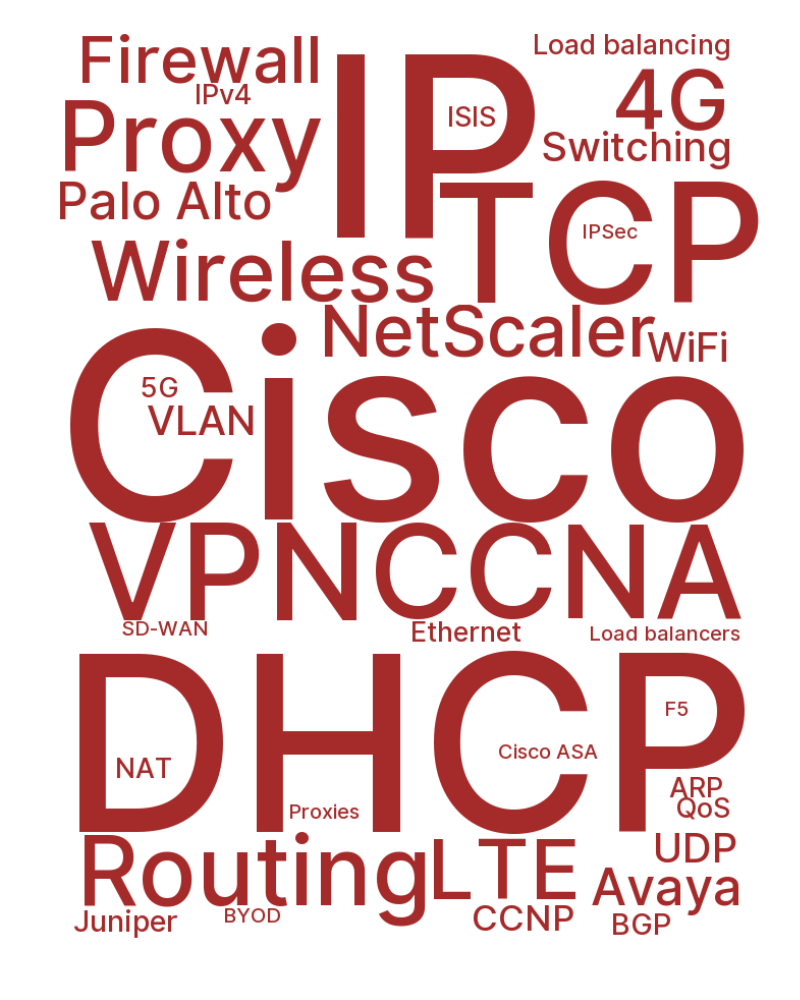 Firewall
Load balancing
IP
IPv4
4G
ISIS
Proxy
Switching
Palo Alto
TCP
IPSec
Wireless
NetScaler
WiFi
Cisco
5G
VLAN
VPN
CCNA
SD-WAN
Ethernet
Load balancers
DHCP
F5
Cisco ASA
NAT
ARP
Proxies
QoS
Routing
LTE
UDP
Avaya
Juniper
BYOD
CCNP
BGP